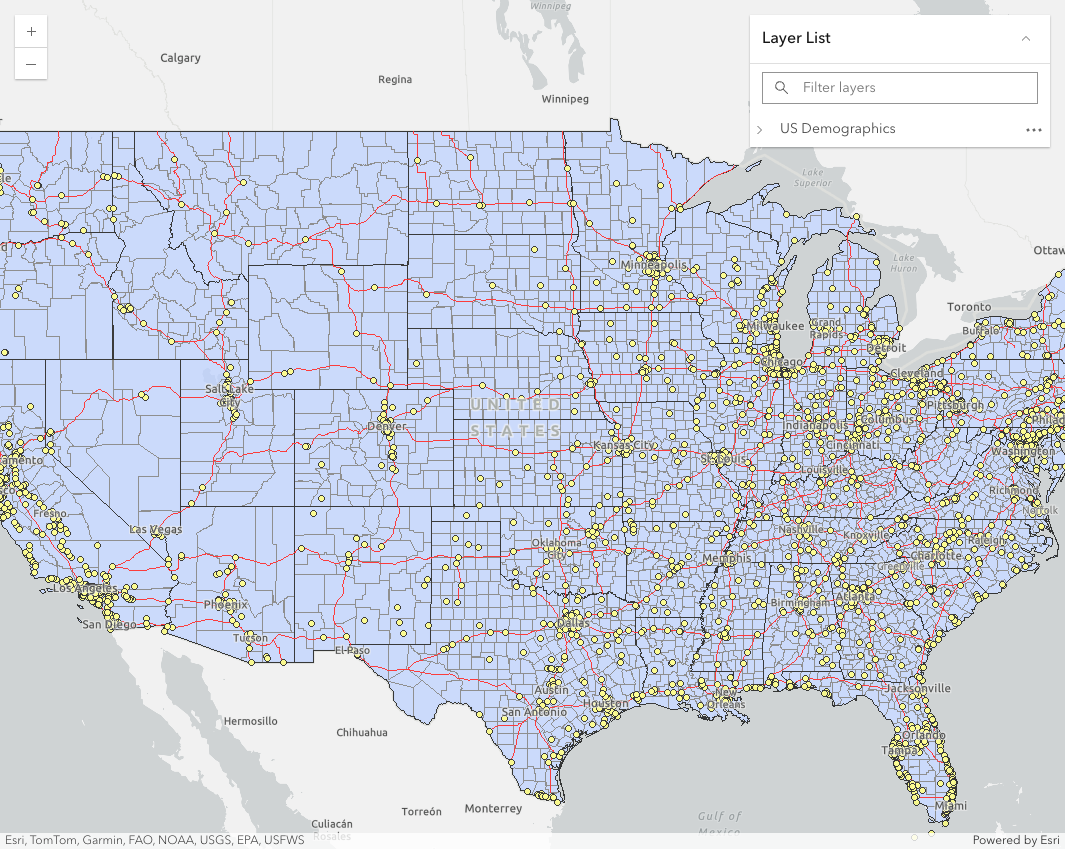 Winnipeg
Layer List
Filter layers
US Demographics
Calgary
Regina
Winnipeg
Lake
Superior
Ottaw
Lake
Huron
Minneapolis
Toronto
Buffalo
Milwaukee
Grand
Rapids
Detroit
Chicago
Cleveland
Salt Lake
City
UNITED
STATES
Pittsburgh
Denver
Indianapolis
Columbus
Philad
Kansas City
Cincinnati
Washington
amento
St Louis
Louisville
sco
Richmond
Fresno
Norfolk
Las Vegas
Nashville
Knoxville
Raleigh
Oklahoma
City
Memphis
Charlotte
Greenville
Los Angeles
Phoenix
Birmingham
Atlanta
San Diego
Dallas
Tucson
El Paso
Austin
Jacksonville
San Antonio
Houston
New
Orleans
Hermosillo
Chihuahua
Orlando
Tampa
Torreón
Monterrey
Miami
Culiacán
Rosales
Gulf of
Mexico
Esri, TomTom, Garmin, FAO, NOAA, USGS, EPA, USFWS
Powered by Esri